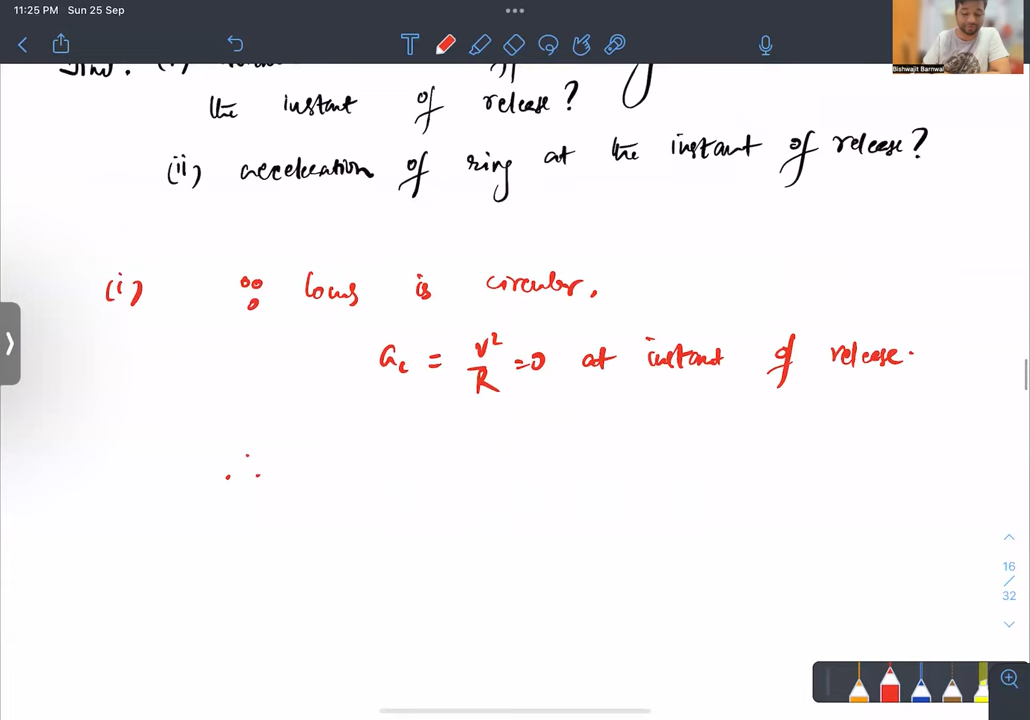 11:25 PM Sun 25 Sep
Bishwajit Barnwal
the instant of release?
(ii) acceleration of ring at the instant of release?
(i) ∵ locus is circular,
a_c = v²/R = 0 at instant of release.
∴
16
/
32